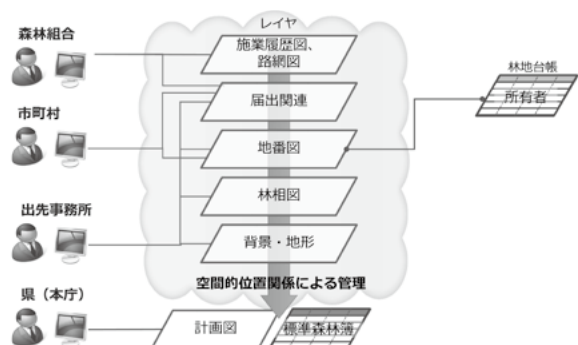 レイヤ
森林組合
施業履歴図、
路網図
林地台帳
所有者
届出関連
市町村
地番図
林相図
出先事務所
背景・地形
空間的位置関係による管理
県（本庁）
計画図
標準森林簿